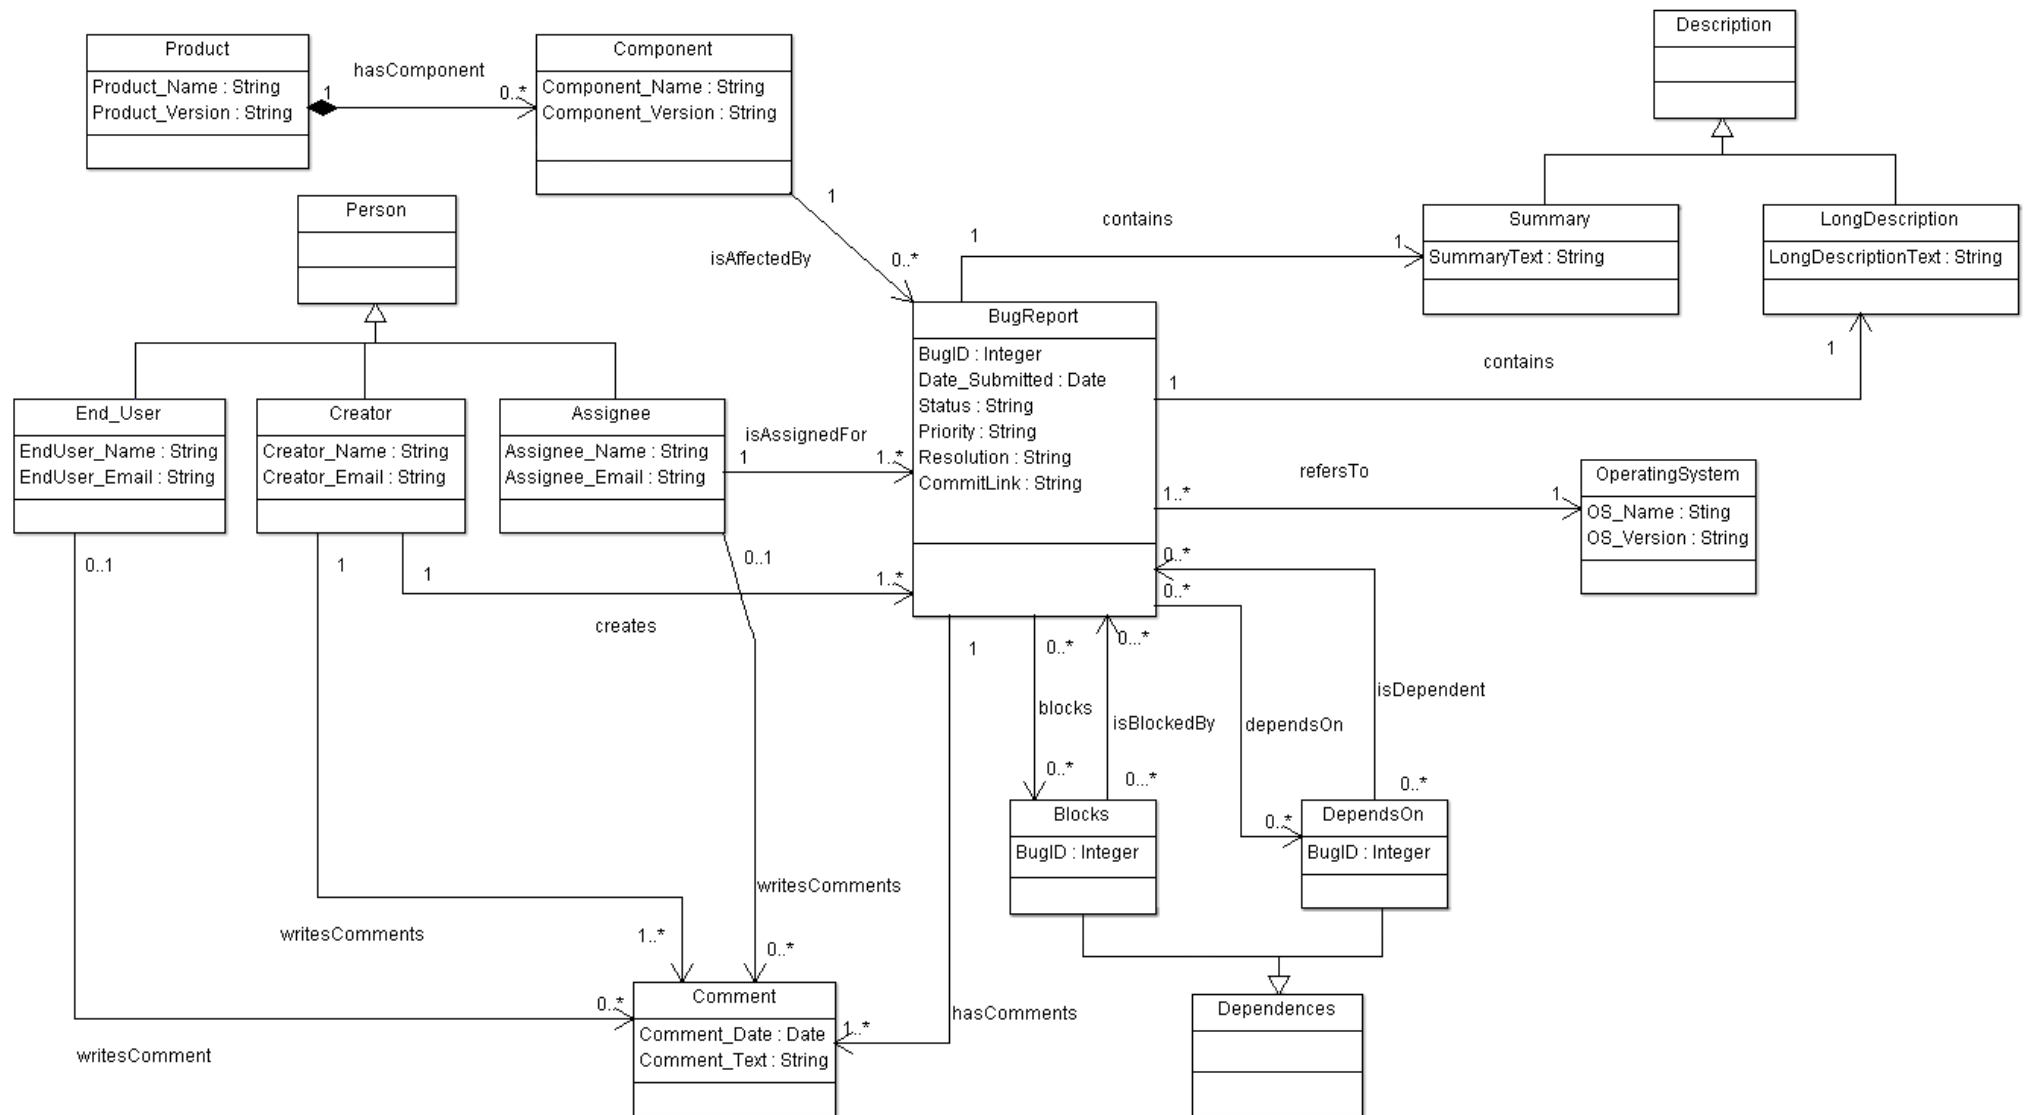 Description
Product
Product_Name : String
Product_Version : String
1
hasComponent
0..*
Component
Component_Name : String
Component_Version : String
Person
1
isAffectedBy
0..*
1
contains
1
Summary
SummaryText : String
LongDescription
LongDescriptionText : String
BugReport
BugID : Integer
Date_Submitted : Date
Status : String
Priority : String
Resolution : String
CommitLink : String
1
contains
1
End_User
EndUser_Name : String
EndUser_Email : String
Creator
Creator_Name : String
Creator_Email : String
Assignee
Assignee_Name : String
Assignee_Email : String
isAssignedFor
1
1..*
refersTo
1..*
1
OperatingSystem
OS_Name : Sting
OS_Version : String
0..1
1
1
0..1
1..*
creates
0..*
0..*
1
0..*
0...*
blocks
isBlockedBy
dependsOn
isDependent
0..*
0...*
0..*
0..*
Blocks
BugID : Integer
DependsOn
BugID : Integer
writesComments
writesComments
1..*
0..*
0..*
writesComment
Comment
Comment_Date : Date
Comment_Text : String
1..*
hasComments
Dependences